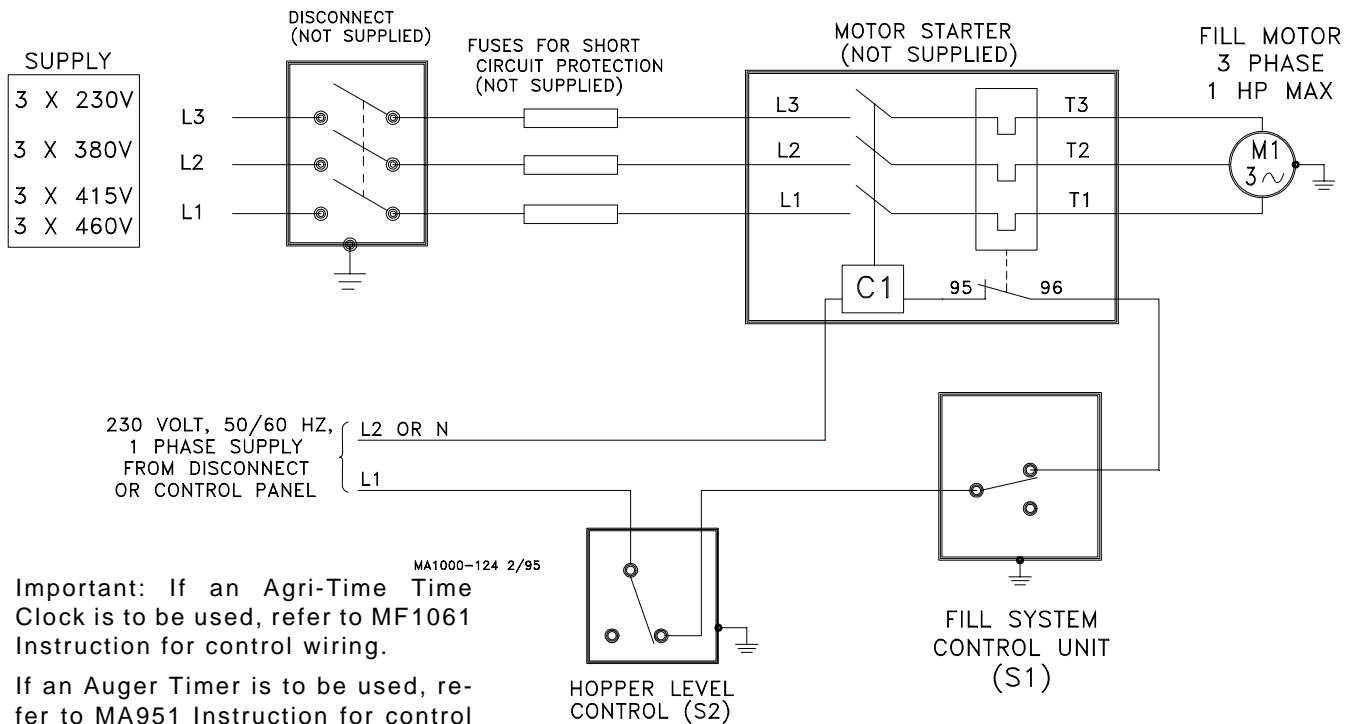 DISCONNECT
(NOT SUPPLIED)
FUSES FOR SHORT
CIRCUIT PROTECTION
(NOT SUPPLIED)
MOTOR STARTER
(NOT SUPPLIED)
FILL MOTOR
3 PHASE
1 HP MAX
SUPPLY
3 X 230V
3 X 380V
3 X 415V
3 X 460V
L3
L2
L1
L3
L2
L1
T3
T2
T1
M1
3~
C1
95
96
230 VOLT, 50/60 HZ,
1 PHASE SUPPLY
FROM DISCONNECT
OR CONTROL PANEL
L2 OR N
L1
MA1000-124 2/95
Important: If an Agri-Time Time
Clock is to be used, refer to MF1061
Instruction for control wiring.
If an Auger Timer is to be used, re-
fer to MA951 Instruction for control
HOPPER LEVEL
CONTROL (S2)
FILL SYSTEM
CONTROL UNIT
(S1)